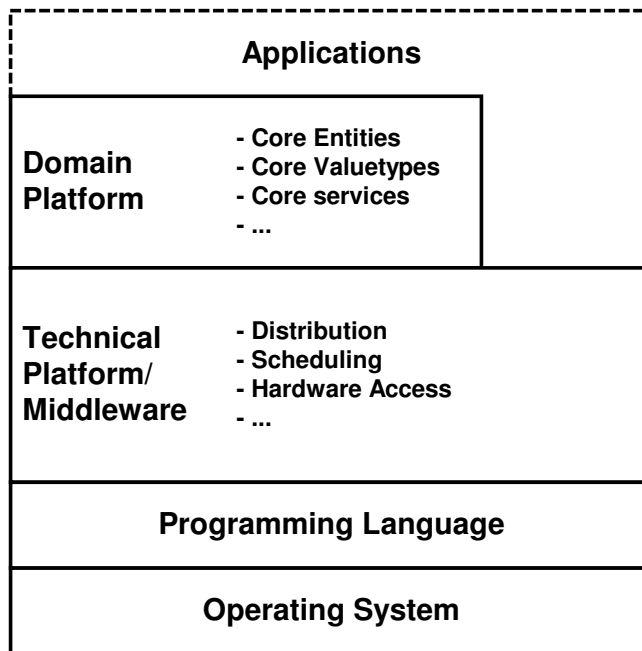 Applications
Domain
Platform
- Core Entities
- Core Valuetypes
- Core services
- ...
Technical
Platform/
Middleware
- Distribution
- Scheduling
- Hardware Access
- ...
Programming Language
Operating System